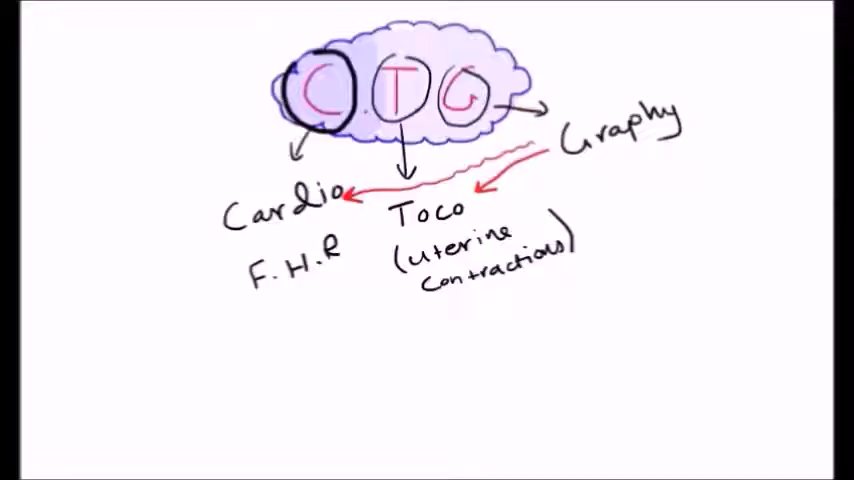 CTG
Graphy
Cardio
Toco
F.H.R
(uterine
contractions)